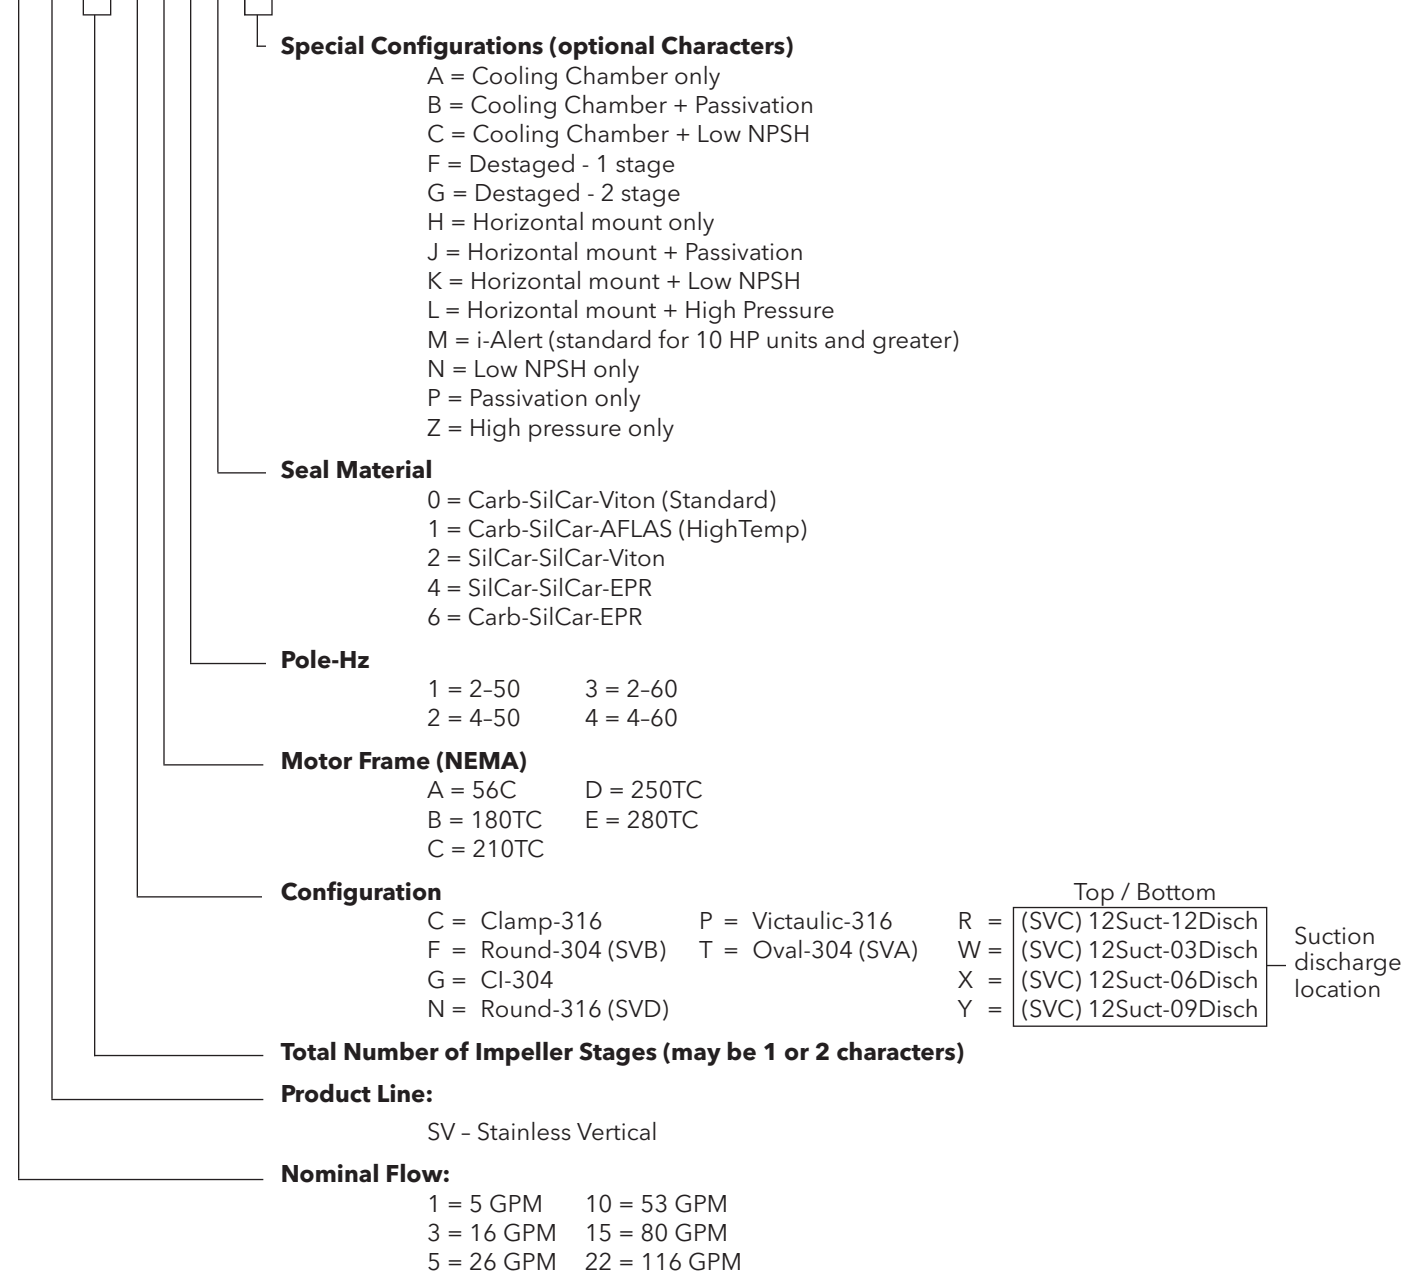 Special Configurations (optional Characters)
A = Cooling Chamber only
B = Cooling Chamber + Passivation
C = Cooling Chamber + Low NPSH
F = Destaged - 1 stage
G = Destaged - 2 stage
H = Horizontal mount only
J = Horizontal mount + Passivation
K = Horizontal mount + Low NPSH
L = Horizontal mount + High Pressure
M = i-Alert (standard for 10 HP units and greater)
N = Low NPSH only
P = Passivation only
Z = High pressure only
Seal Material
0 = Carb-SilCar-Viton (Standard)
1 = Carb-SilCar-AFLAS (HighTemp)
2 = SilCar-SilCar-Viton
4 = SilCar-SilCar-EPR
6 = Carb-SilCar-EPR
Pole-Hz
1 = 2–50 3 = 2–60
2 = 4–50 4 = 4–60
Motor Frame (NEMA)
A = 56C D = 250TC
B = 180TC E = 280TC
C = 210TC
Configuration Top / Bottom
C = Clamp-316 P = Victaulic-316 R = (SVC) 12Suct-12Disch
F = Round-304 (SVB) T = Oval-304 (SVA) W = (SVC) 12Suct-03Disch
G = CI-304 X = (SVC) 12Suct-06Disch
N = Round-316 (SVD) Y = (SVC) 12Suct-09Disch
Suction
discharge
location
Total Number of Impeller Stages (may be 1 or 2 characters)
Product Line:
SV – Stainless Vertical
Nominal Flow:
1 = 5 GPM 10 = 53 GPM
3 = 16 GPM 15 = 80 GPM
5 = 26 GPM 22 = 116 GPM